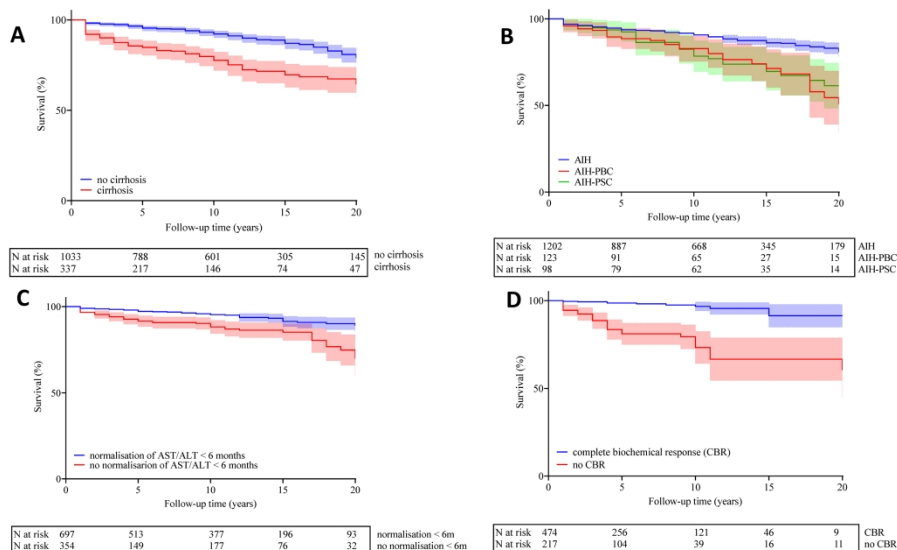 A
100
50
0
Survival (%)
no cirrhosis
cirrhosis
0 5 10 15 20
Follow-up time (years)
N at risk 1033 788 601 305 145 no cirrhosis
N at risk 337 217 146 74 47 cirrhosis
B
100
50
0
Survival (%)
AIH
AIH-PBC
AIH-PSC
0 5 10 15 20
Follow-up time (years)
N at risk 1202 887 668 345 179 AIH
N at risk 123 91 65 27 15 AIH-PBC
N at risk 98 79 62 35 14 AIH-PSC
C
100
50
0
Survival (%)
normalisation of AST/ALT < 6 months
no normalisarion of AST/ALT < 6 months
0 5 10 15 20
Follow-up time (years)
N at risk 697 513 377 196 93 normalisation < 6m
N at risk 354 149 177 76 32 no normalisation < 6m
D
100
50
0
Survival (%)
complete biochemical response (CBR)
no CBR
0 5 10 15 20
Follow-up time (years)
N at risk 474 256 121 46 9 CBR
N at risk 217 104 39 16 11 no CBR